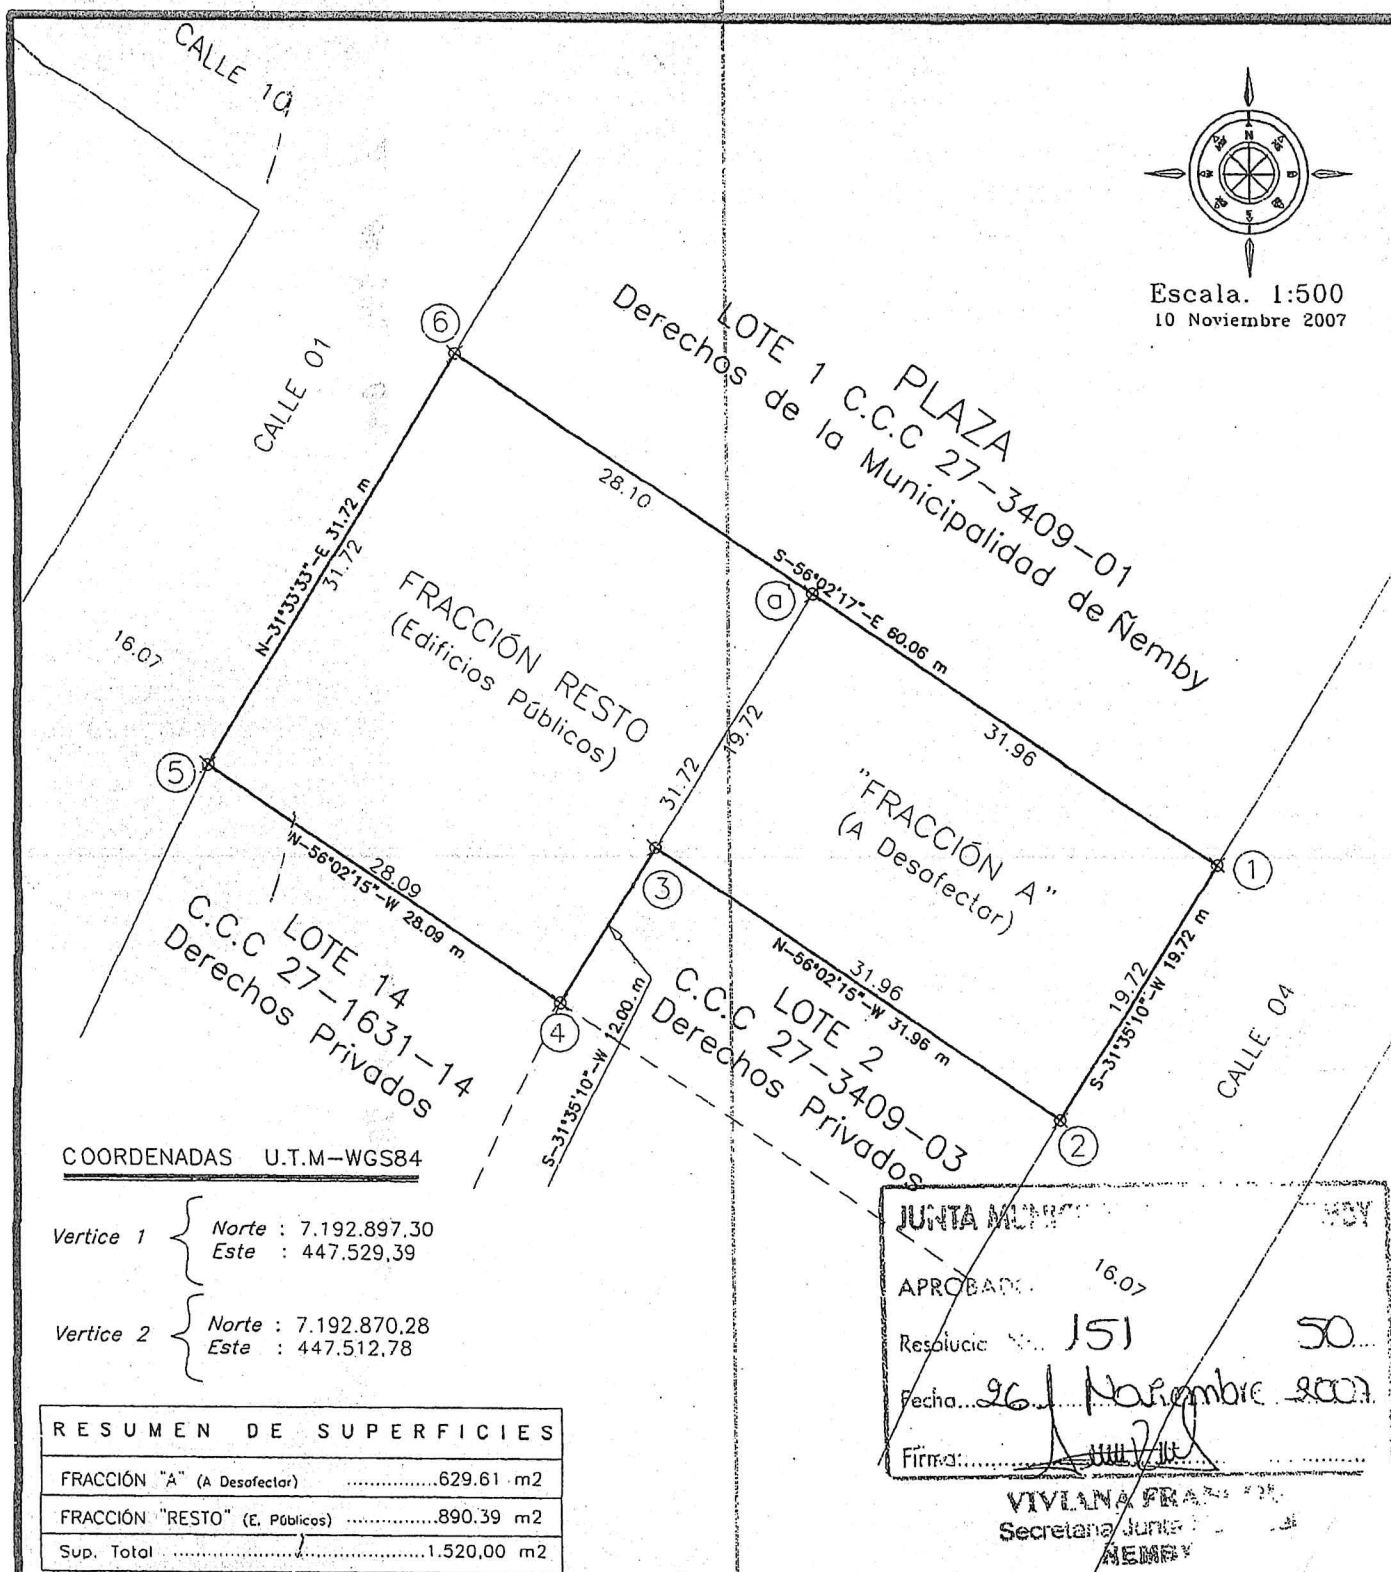 CALLE 10
N
Escala. 1:500
10 Noviembre 2007
6
CALLE 01
PLAZA
LOTE 1 C.C.C 27-3409-01
Derechos de la Municipalidad de Ñemby
28.10
S-56°02'17"-E 60.06 m
a
31.96
N-31°33'33"-E 31.72 m
31.72
FRACCIÓN RESTO
(Edificios Públicos)
16.07
5
31.72
19.72
"FRACCIÓN A"
(A Desafectar)
1
3
28.09
N-56°02'15"-W 28.09 m
LOTE 14
C.C.C 27-1631-14
Derechos Privados
4
S-31°35'10"-W 12.00 m
31.96
N-56°02'15"-W 31.96 m
LOTE 2
C.C.C 27-3409-03
Derechos Privados
19.72
S-31°35'10"-W 19.72 m
CALLE 04
2
COORDENADAS U.T.M-WGS84
Vertice 1
Norte : 7.192.897,30
Este : 447.529,39
Vertice 2
Norte : 7.192.870,28
Este : 447.512,78
RESUMEN DE SUPERFICIES
FRACCIÓN "A" (A Desafectar) ..............629.61 m2
FRACCIÓN "RESTO" (E. Públicos) ..............890.39 m2
Sup. Total ......................................1.520,00 m2
JUNTA
16.07
151 50
Fecha...26 Noviembre 2007
Firma:
VIVIANA
Secretaria Junta
ÑEMBY